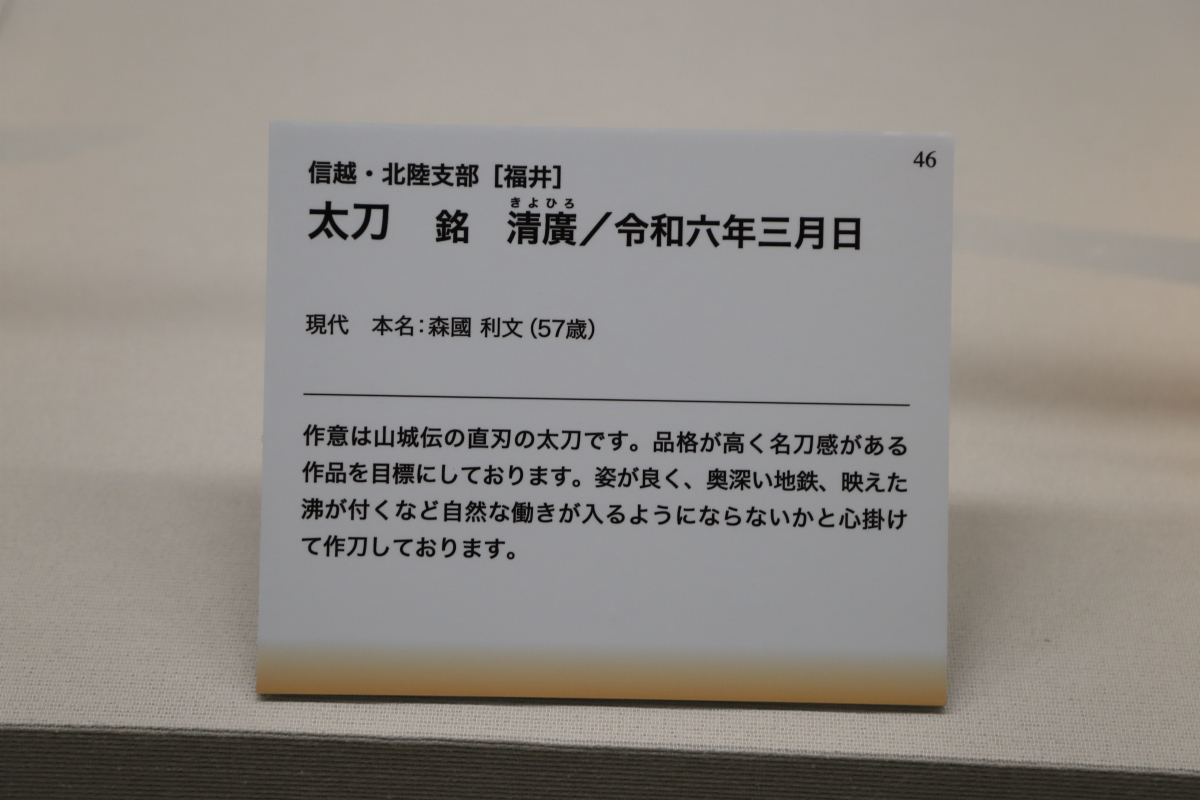 46
信越・北陸支部［福井］
きよひろ
太刀　銘　清廣／令和六年三月日
現代　本名：森國 利文（57歳）
作意は山城伝の直刃の太刀です。品格が高く名刀感がある
作品を目標にしております。姿が良く、奥深い地鉄、映えた
沸が付くなど自然な働きが入るようにならないかと心掛け
て作刀しております。